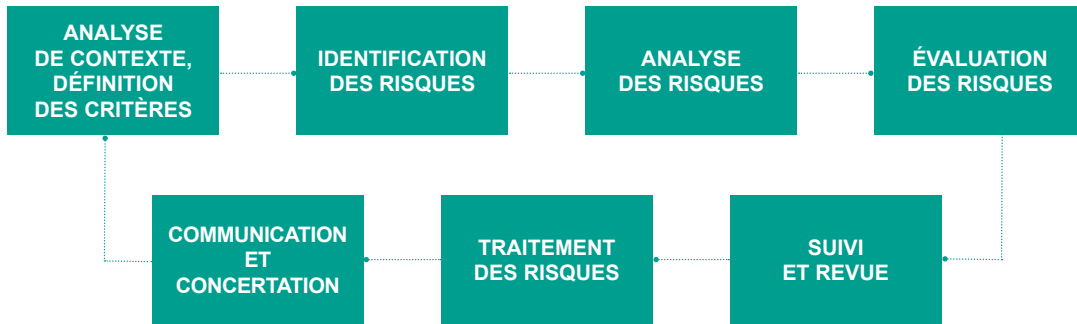 ANALYSE
DE CONTEXTE,
DÉFINITION
DES CRITÈRES
IDENTIFICATION
DES RISQUES
ANALYSE
DES RISQUES
ÉVALUATION
DES RISQUES
COMMUNICATION
ET
CONCERTATION
TRAITEMENT
DES RISQUES
SUIVI
ET REVUE